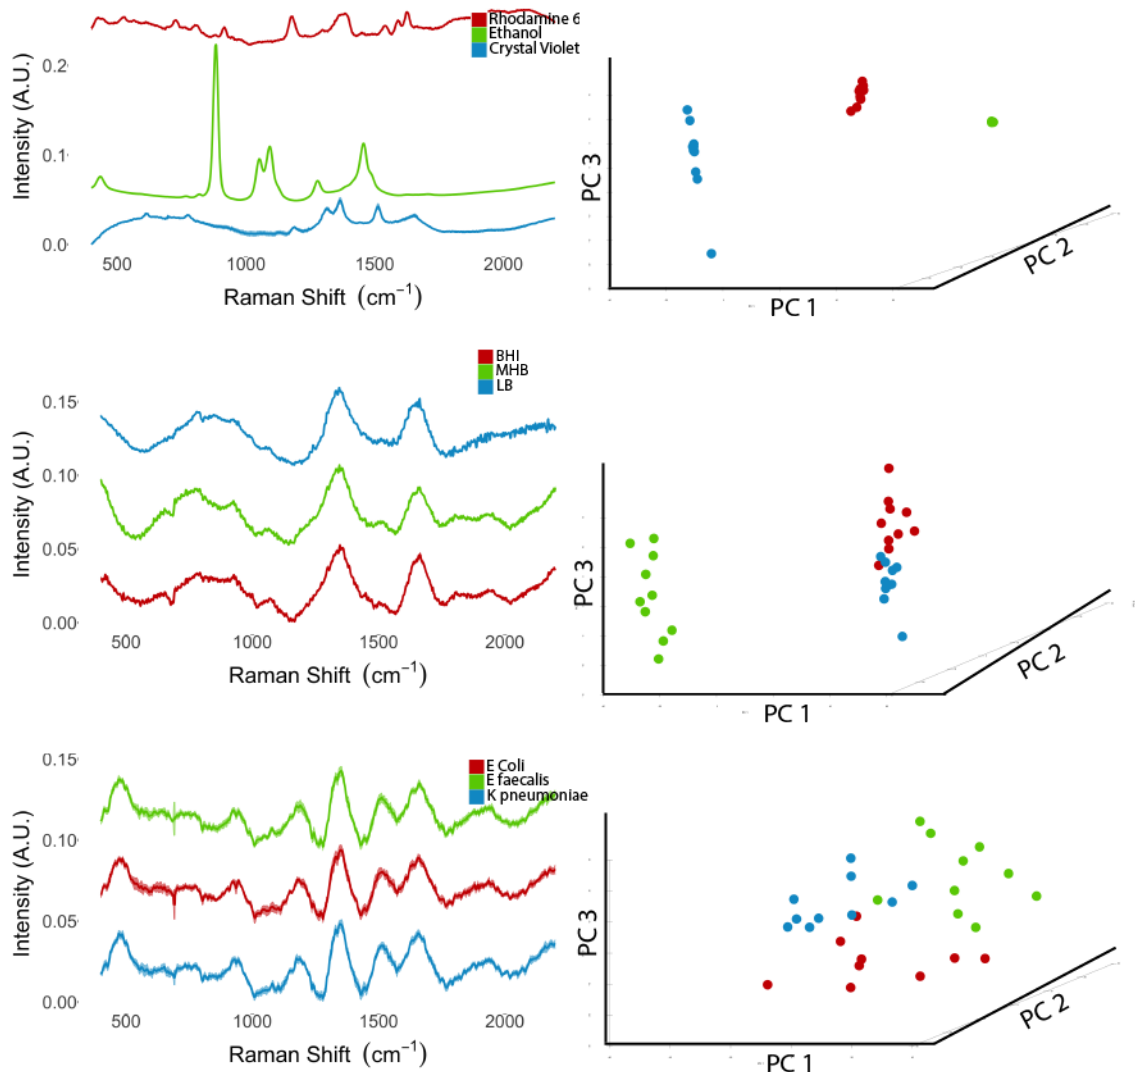 Rhodamine 6
Ethanol
Crystal Violet
Intensity (A.U.)
0.2
0.1
0.0
500 1000 1500 2000
Raman Shift (cm⁻¹)
PC 3
PC 2
PC 1
BHI
MHB
LB
Intensity (A.U.)
0.15
0.10
0.05
0.00
500 1000 1500 2000
Raman Shift (cm⁻¹)
PC 3
PC 2
PC 1
E Coli
E faecalis
K pneumoniae
Intensity (A.U.)
0.15
0.10
0.05
0.00
500 1000 1500 2000
Raman Shift (cm⁻¹)
PC 3
PC 2
PC 1